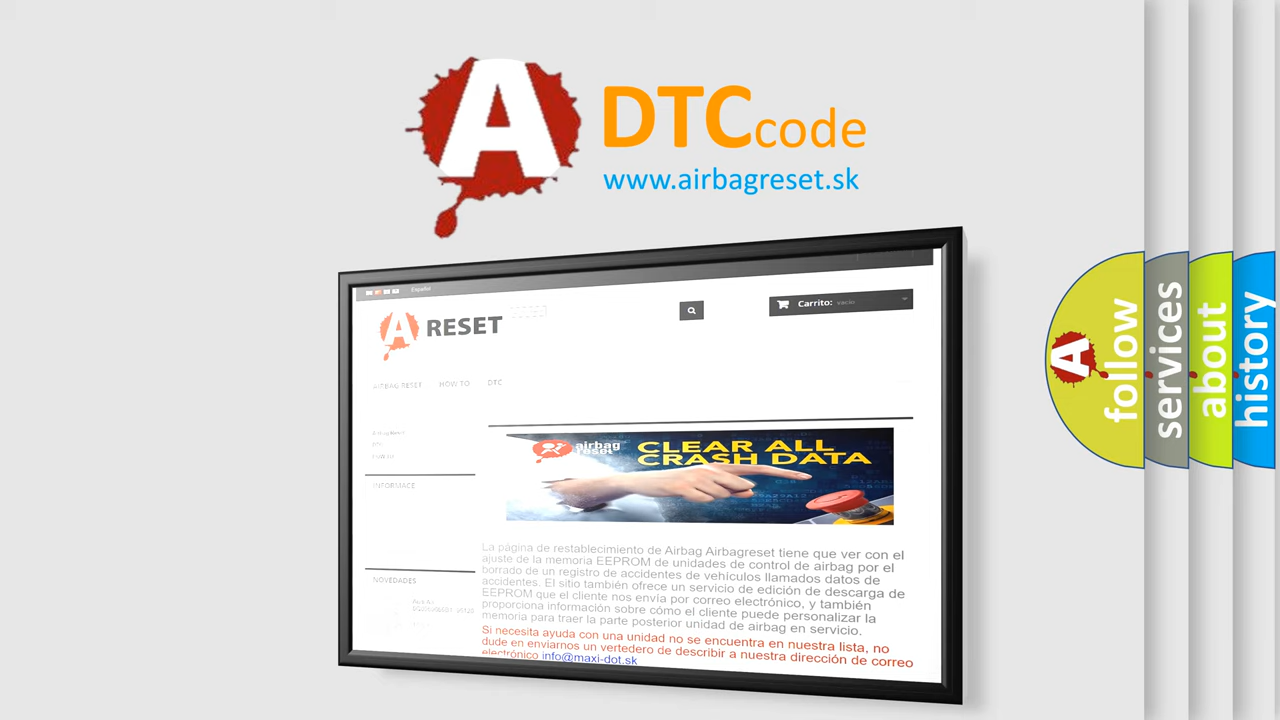 A
DTCcode
www.airbagreset.sk
Español
A RESET
Carrito: vacío
AIRBAG RESET
HOW TO
DTC
INFORMACE
CLEAR ALL
CRASH DATA
airbag
reset
La página de restablecimiento de Airbag Airbagreset tiene que ver con el
ajuste de la memoria EEPROM de unidades de control de airbag por el
borrado de un registro de accidentes de vehículos llamados datos de
accidentes. El sitio también ofrece un servicio de edición de descarga de
EEPROM que el cliente nos envía por correo electrónico, y también
proporciona información sobre cómo el cliente puede personalizar la
memoria para traer la parte posterior unidad de airbag en servicio.
Si necesita ayuda con una unidad no se encuentra en nuestra lista, no
dude en enviarnos un vertedero de describir a nuestra dirección de correo
electrónico info@maxi-dot.sk
NOVEDADES
A
follow
services
about
history